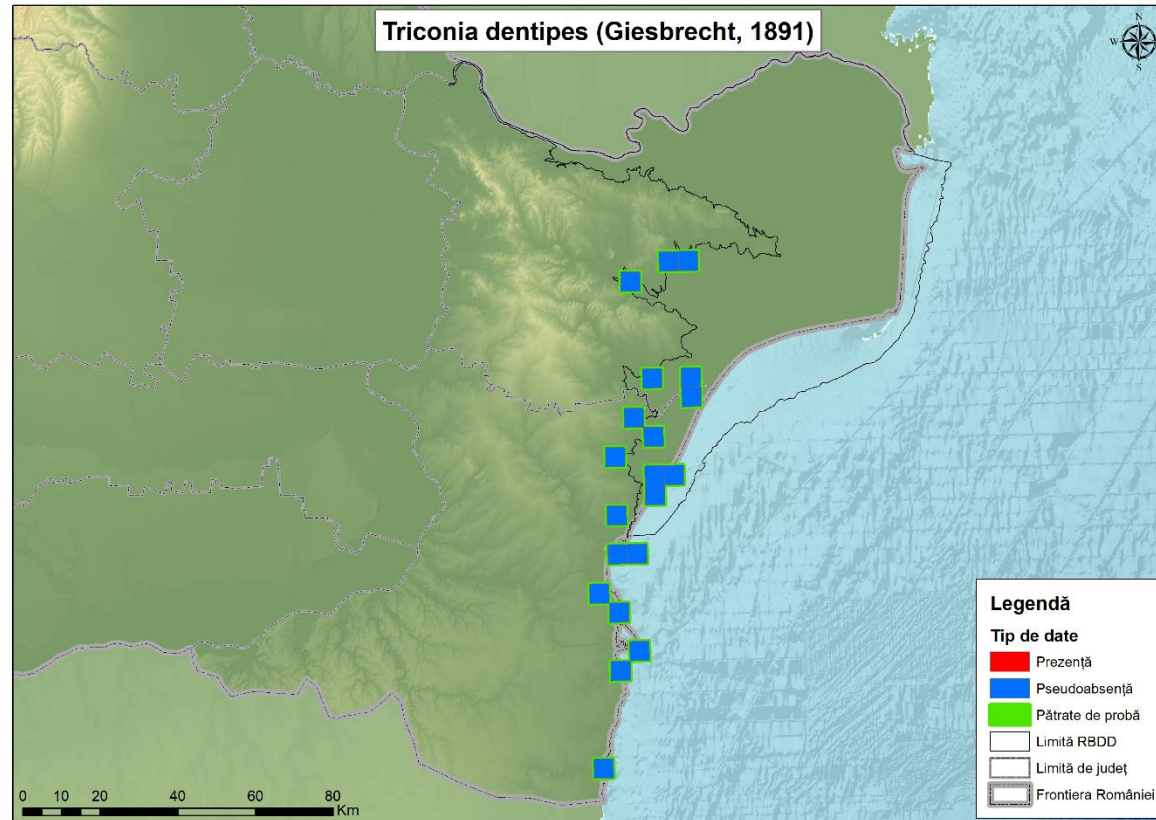 Triconia dentipes (Giesbrecht, 1891)
N
W
S
Legendă
Tip de date
Prezență
Pseudoabsență
Pătrate de probă
Limită RBDD
Limită de județ
Frontiera României
0 10 20 40 60 80
Km